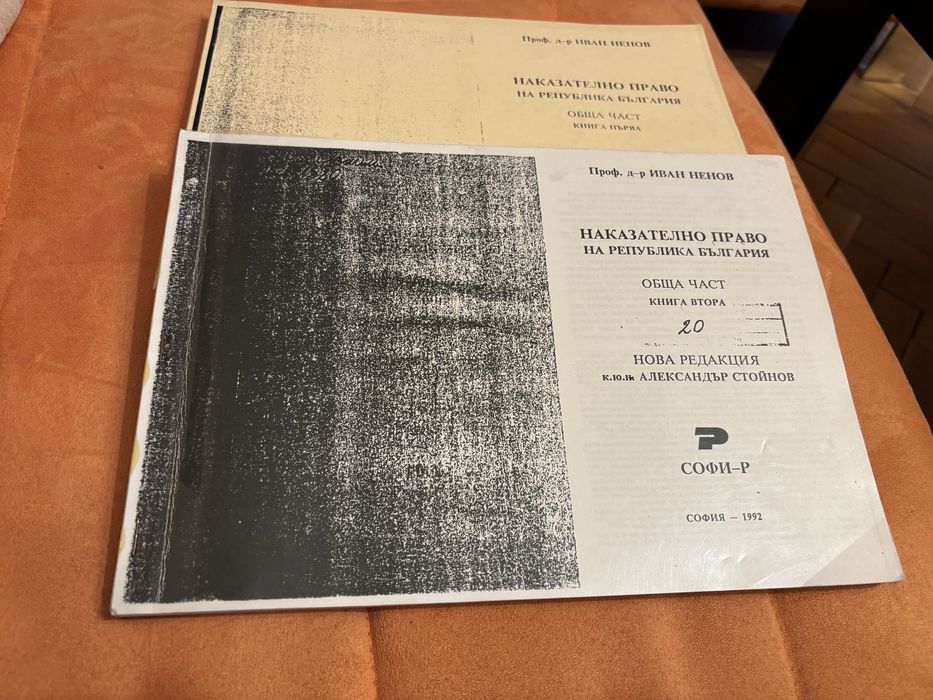 Проф. д-р ИВАН НЕНОВ
НАКАЗАТЕЛНО ПРАВО
НА РЕПУБЛИКА БЪЛГАРИЯ
ОБЩА ЧАСТ
КНИГА ПЪРВА
Проф. д-р ИВАН НЕНОВ
НАКАЗАТЕЛНО ПРАВО
НА РЕПУБЛИКА БЪЛГАРИЯ
ОБЩА ЧАСТ
КНИГА ВТОРА
20
НОВА РЕДАКЦИЯ
к.ю.н. АЛЕКСАНДЪР СТОЙНОВ
СОФИ-Р
СОФИЯ – 1992